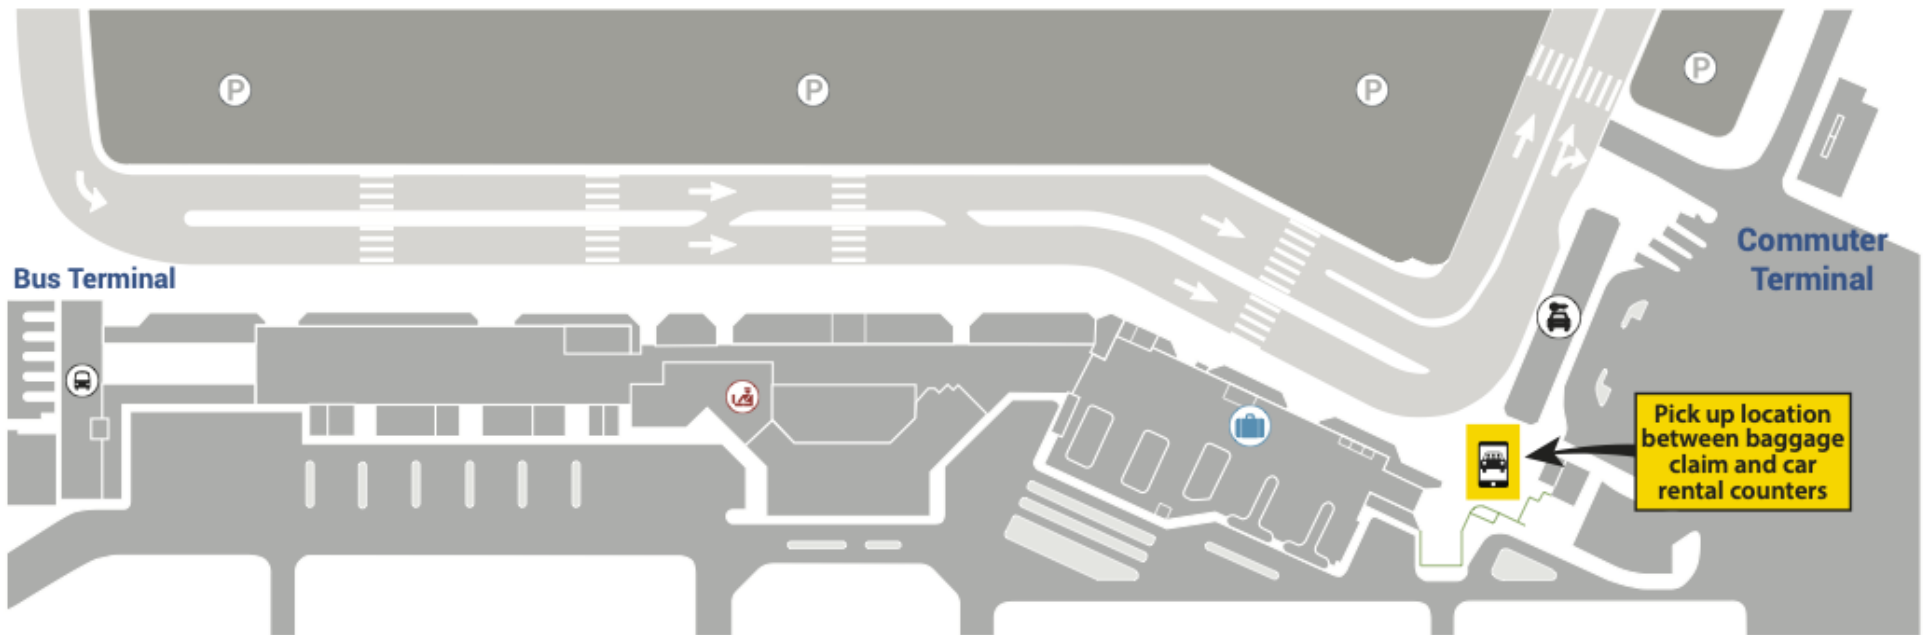 P
P
P
P
Bus Terminal
Commuter
Terminal
Pick up location
between baggage
claim and car
rental counters